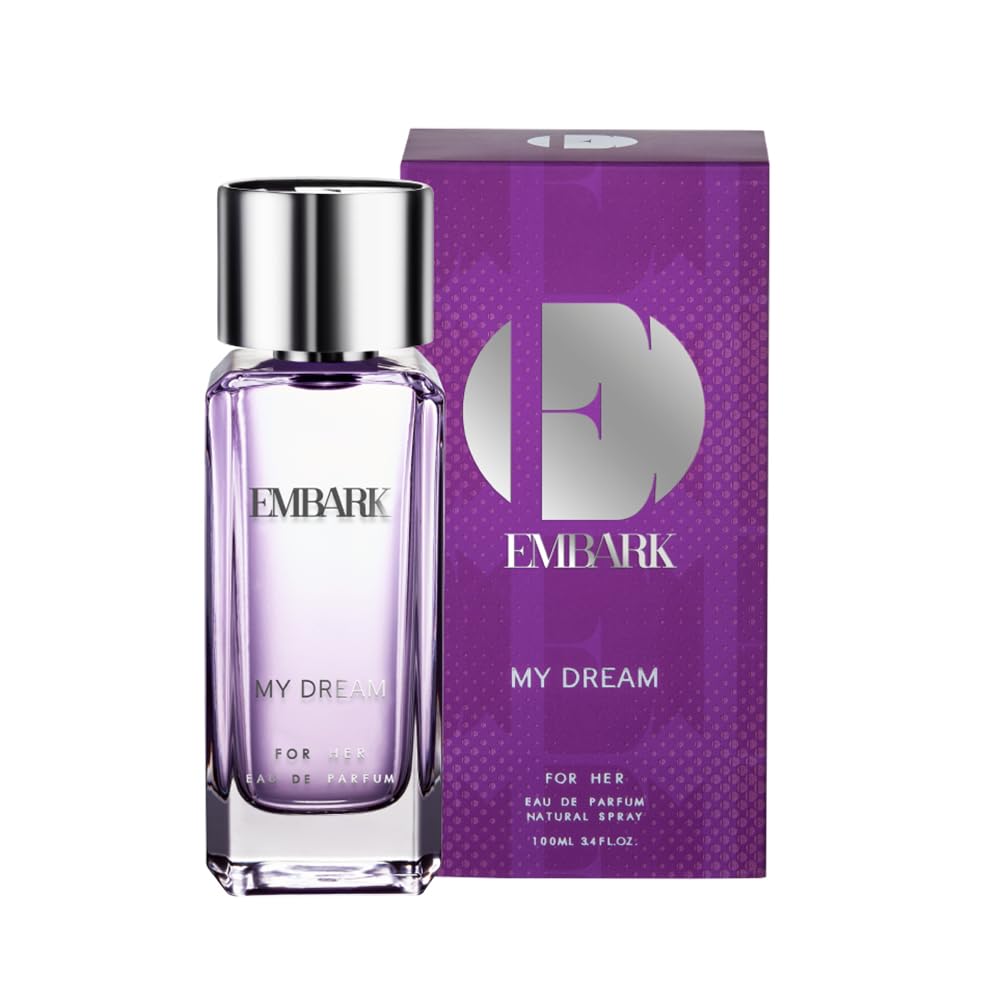 E
E
EMBARK
MY DREAM
FOR HER
EAU DE PARFUM
EMBARK
MY DREAM
FOR HER
EAU DE PARFUM
NATURAL SPRAY
100ML 3.4FL.OZ.